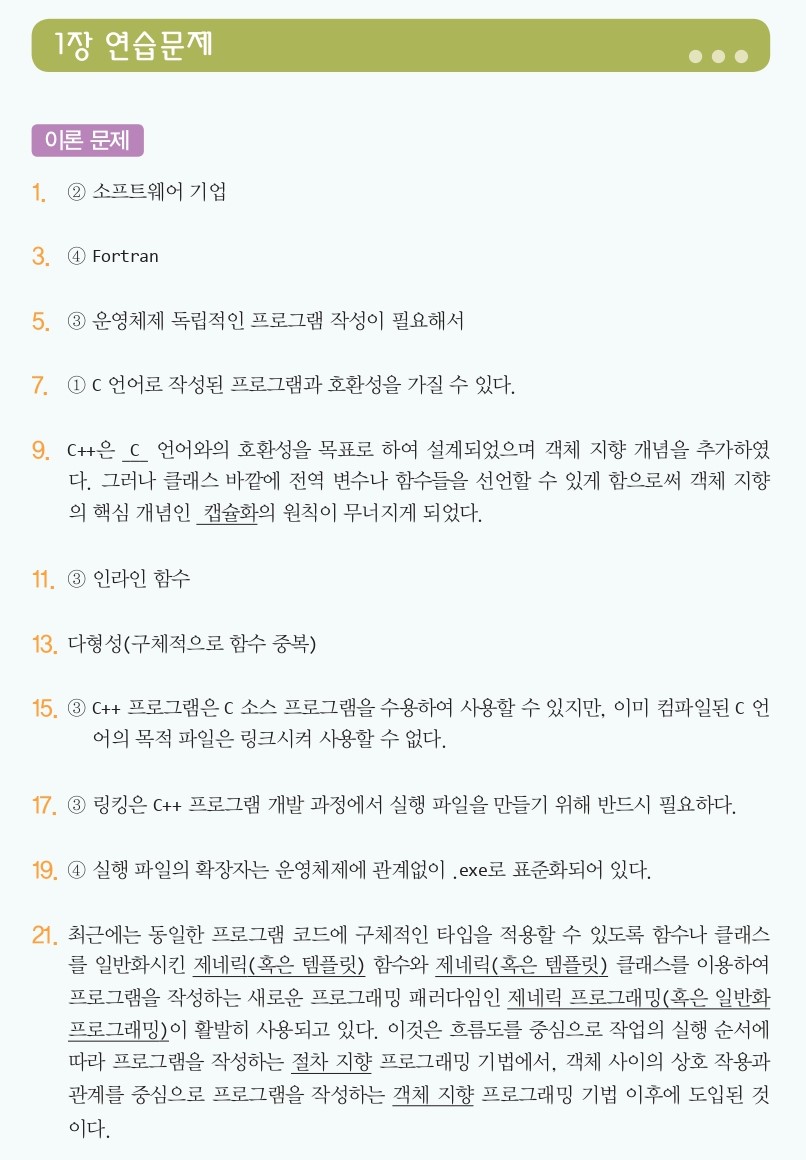 1장 연습문제
이론 문제
1. ② 소프트웨어 기업
3. ④ Fortran
5. ③ 운영체제 독립적인 프로그램 작성이 필요해서
7. ① C 언어로 작성된 프로그램과 호환성을 가질 수 있다.
9. C++은 C 언어와의 호환성을 목표로 하여 설계되었으며 객체 지향 개념을 추가하였
다. 그러나 클래스 바깥에 전역 변수나 함수들을 선언할 수 있게 함으로써 객체 지향
의 핵심 개념인 캡슐화의 원칙이 무너지게 되었다.
11. ③ 인라인 함수
13. 다형성(구체적으로 함수 중복)
15. ③ C++ 프로그램은 C 소스 프로그램을 수용하여 사용할 수 있지만, 이미 컴파일된 C 언
어의 목적 파일은 링크시켜 사용할 수 없다.
17. ③ 링킹은 C++ 프로그램 개발 과정에서 실행 파일을 만들기 위해 반드시 필요하다.
19. ④ 실행 파일의 확장자는 운영체제에 관계없이 .exe로 표준화되어 있다.
21. 최근에는 동일한 프로그램 코드에 구체적인 타입을 적용할 수 있도록 함수나 클래스
를 일반화시킨 제네릭(혹은 템플릿) 함수와 제네릭(혹은 템플릿) 클래스를 이용하여
프로그램을 작성하는 새로운 프로그래밍 패러다임인 제네릭 프로그래밍(혹은 일반화
프로그래밍)이 활발히 사용되고 있다. 이것은 흐름도를 중심으로 작업의 실행 순서에
따라 프로그램을 작성하는 절차 지향 프로그래밍 기법에서, 객체 사이의 상호 작용과
관계를 중심으로 프로그램을 작성하는 객체 지향 프로그래밍 기법 이후에 도입된 것
이다.